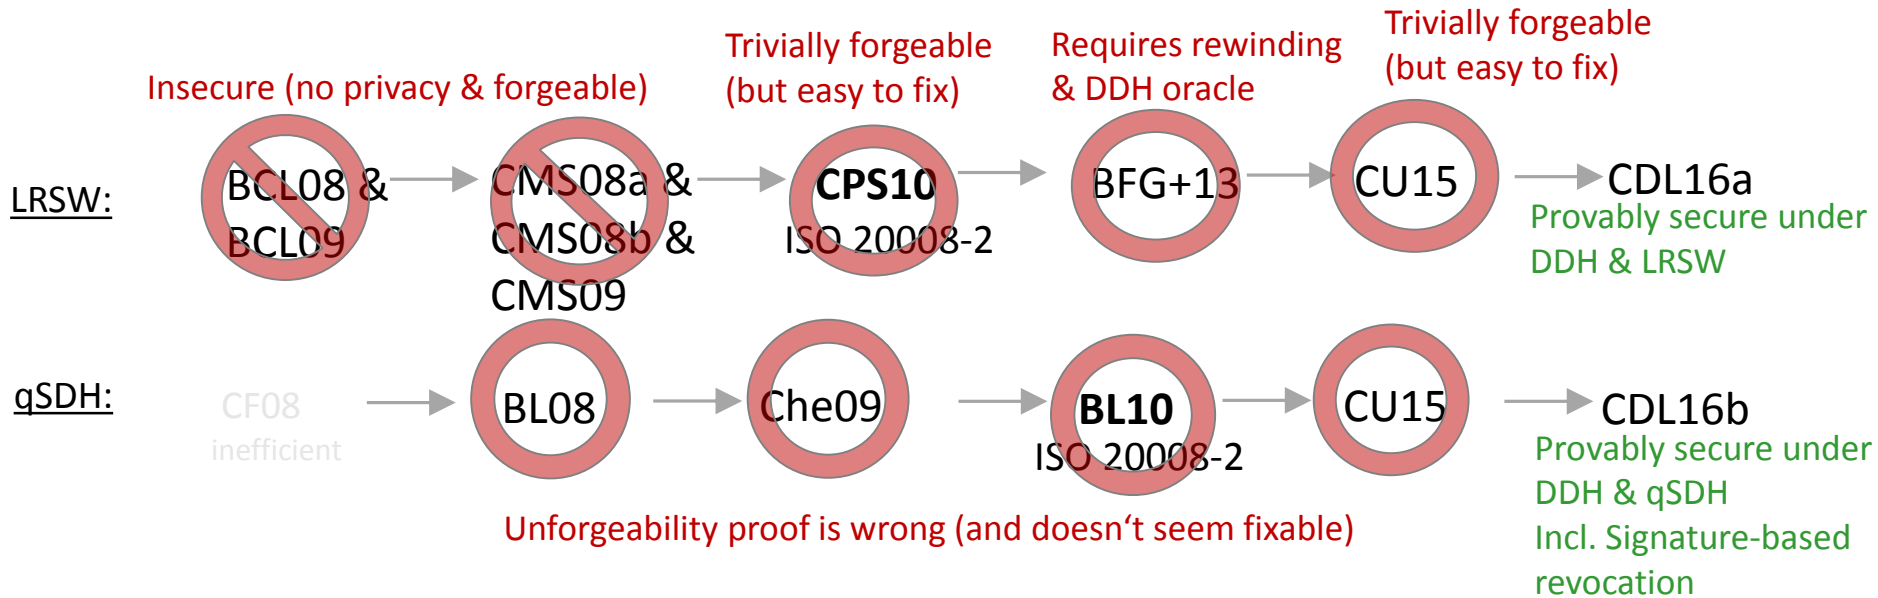 Trivially forgeable
(but easy to fix)
Requires rewinding
& DDH oracle
Trivially forgeable
(but easy to fix)
Insecure (no privacy & forgeable)
LRSW:
BCL08 &
BCL09
CMS08a &
CMS08b &
CMS09
CPS10
ISO 20008-2
BFG+13
CU15
CDL16a
Provably secure under
DDH & LRSW
qSDH:
CF08
inefficient
BL08
Che09
BL10
ISO 20008-2
CU15
CDL16b
Provably secure under
DDH & qSDH
Incl. Signature-based
revocation
Unforgeability proof is wrong (and doesn‘t seem fixable)